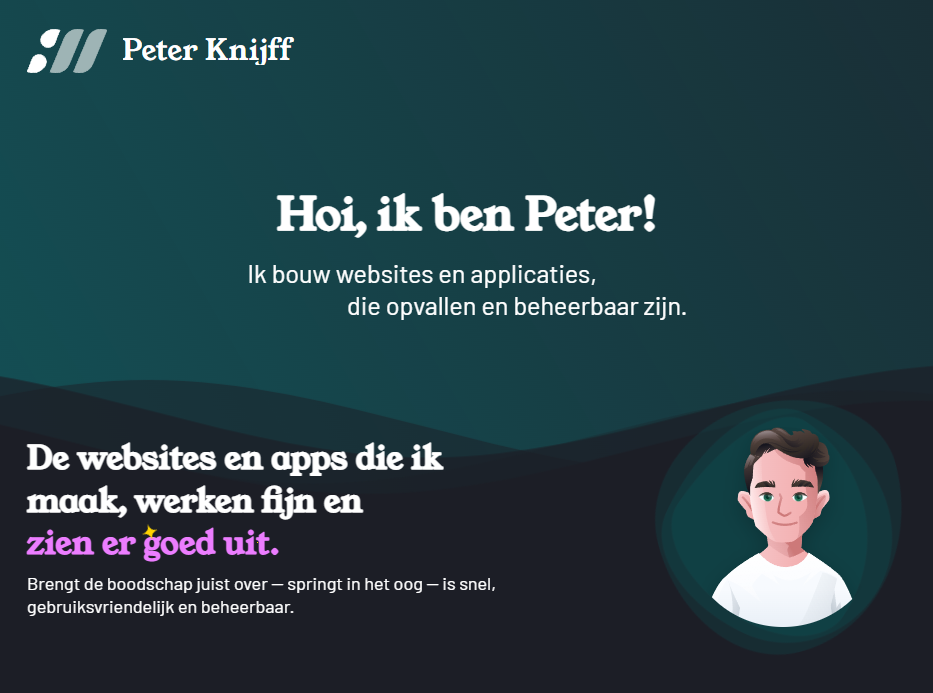 Peter Knijff
Hoi, ik ben Peter!
Ik bouw websites en applicaties,
die opvallen en beheerbaar zijn.
De websites en apps die ik
maak, werken fijn en
zien er goed uit.
Brengt de boodschap juist over — springt in het oog — is snel,
gebruiksvriendelijk en beheerbaar.